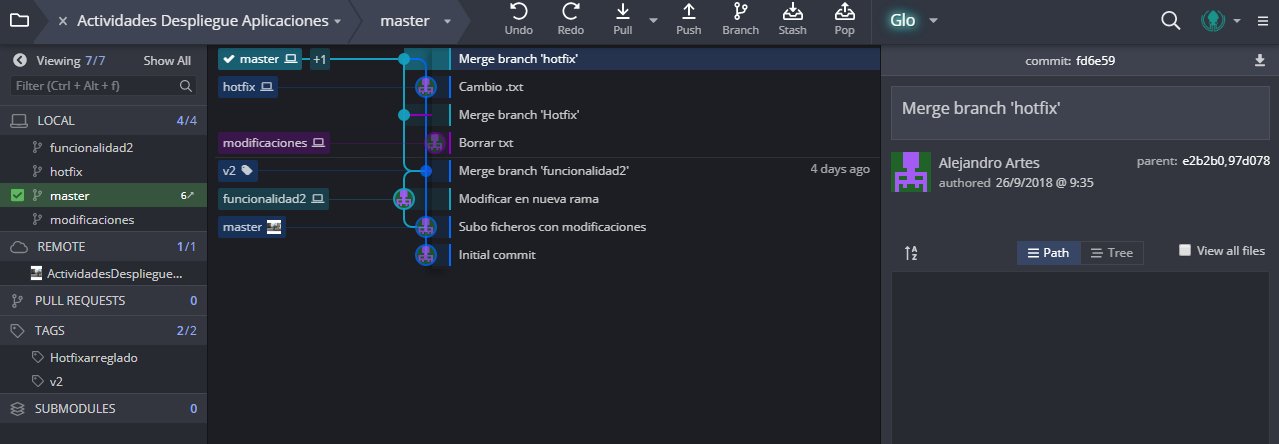 Actividades Despliegue Aplicaciones
master
Undo
Redo
Pull
Push
Branch
Stash
Pop
Glo
Viewing 7/7
Show All
Filter (Ctrl + Alt + f)
LOCAL 4/4
funcionalidad2
hotfix
master 6↗
modificaciones
REMOTE 1/1
ActividadesDespliegue...
PULL REQUESTS 0
TAGS 2/2
Hotfixarreglado
v2
SUBMODULES 0
master +1 Merge branch 'hotfix'
hotfix Cambio .txt
Merge branch 'Hotfix'
modificaciones Borrar txt
v2 Merge branch 'funcionalidad2' 4 days ago
funcionalidad2 Modificar en nueva rama
master Subo ficheros con modificaciones
Initial commit
commit: fd6e59
Merge branch 'hotfix'
Alejandro Artes
authored 26/9/2018 @ 9:35
parent: e2b2b0,97d078
A
Z
Path
Tree
View all files